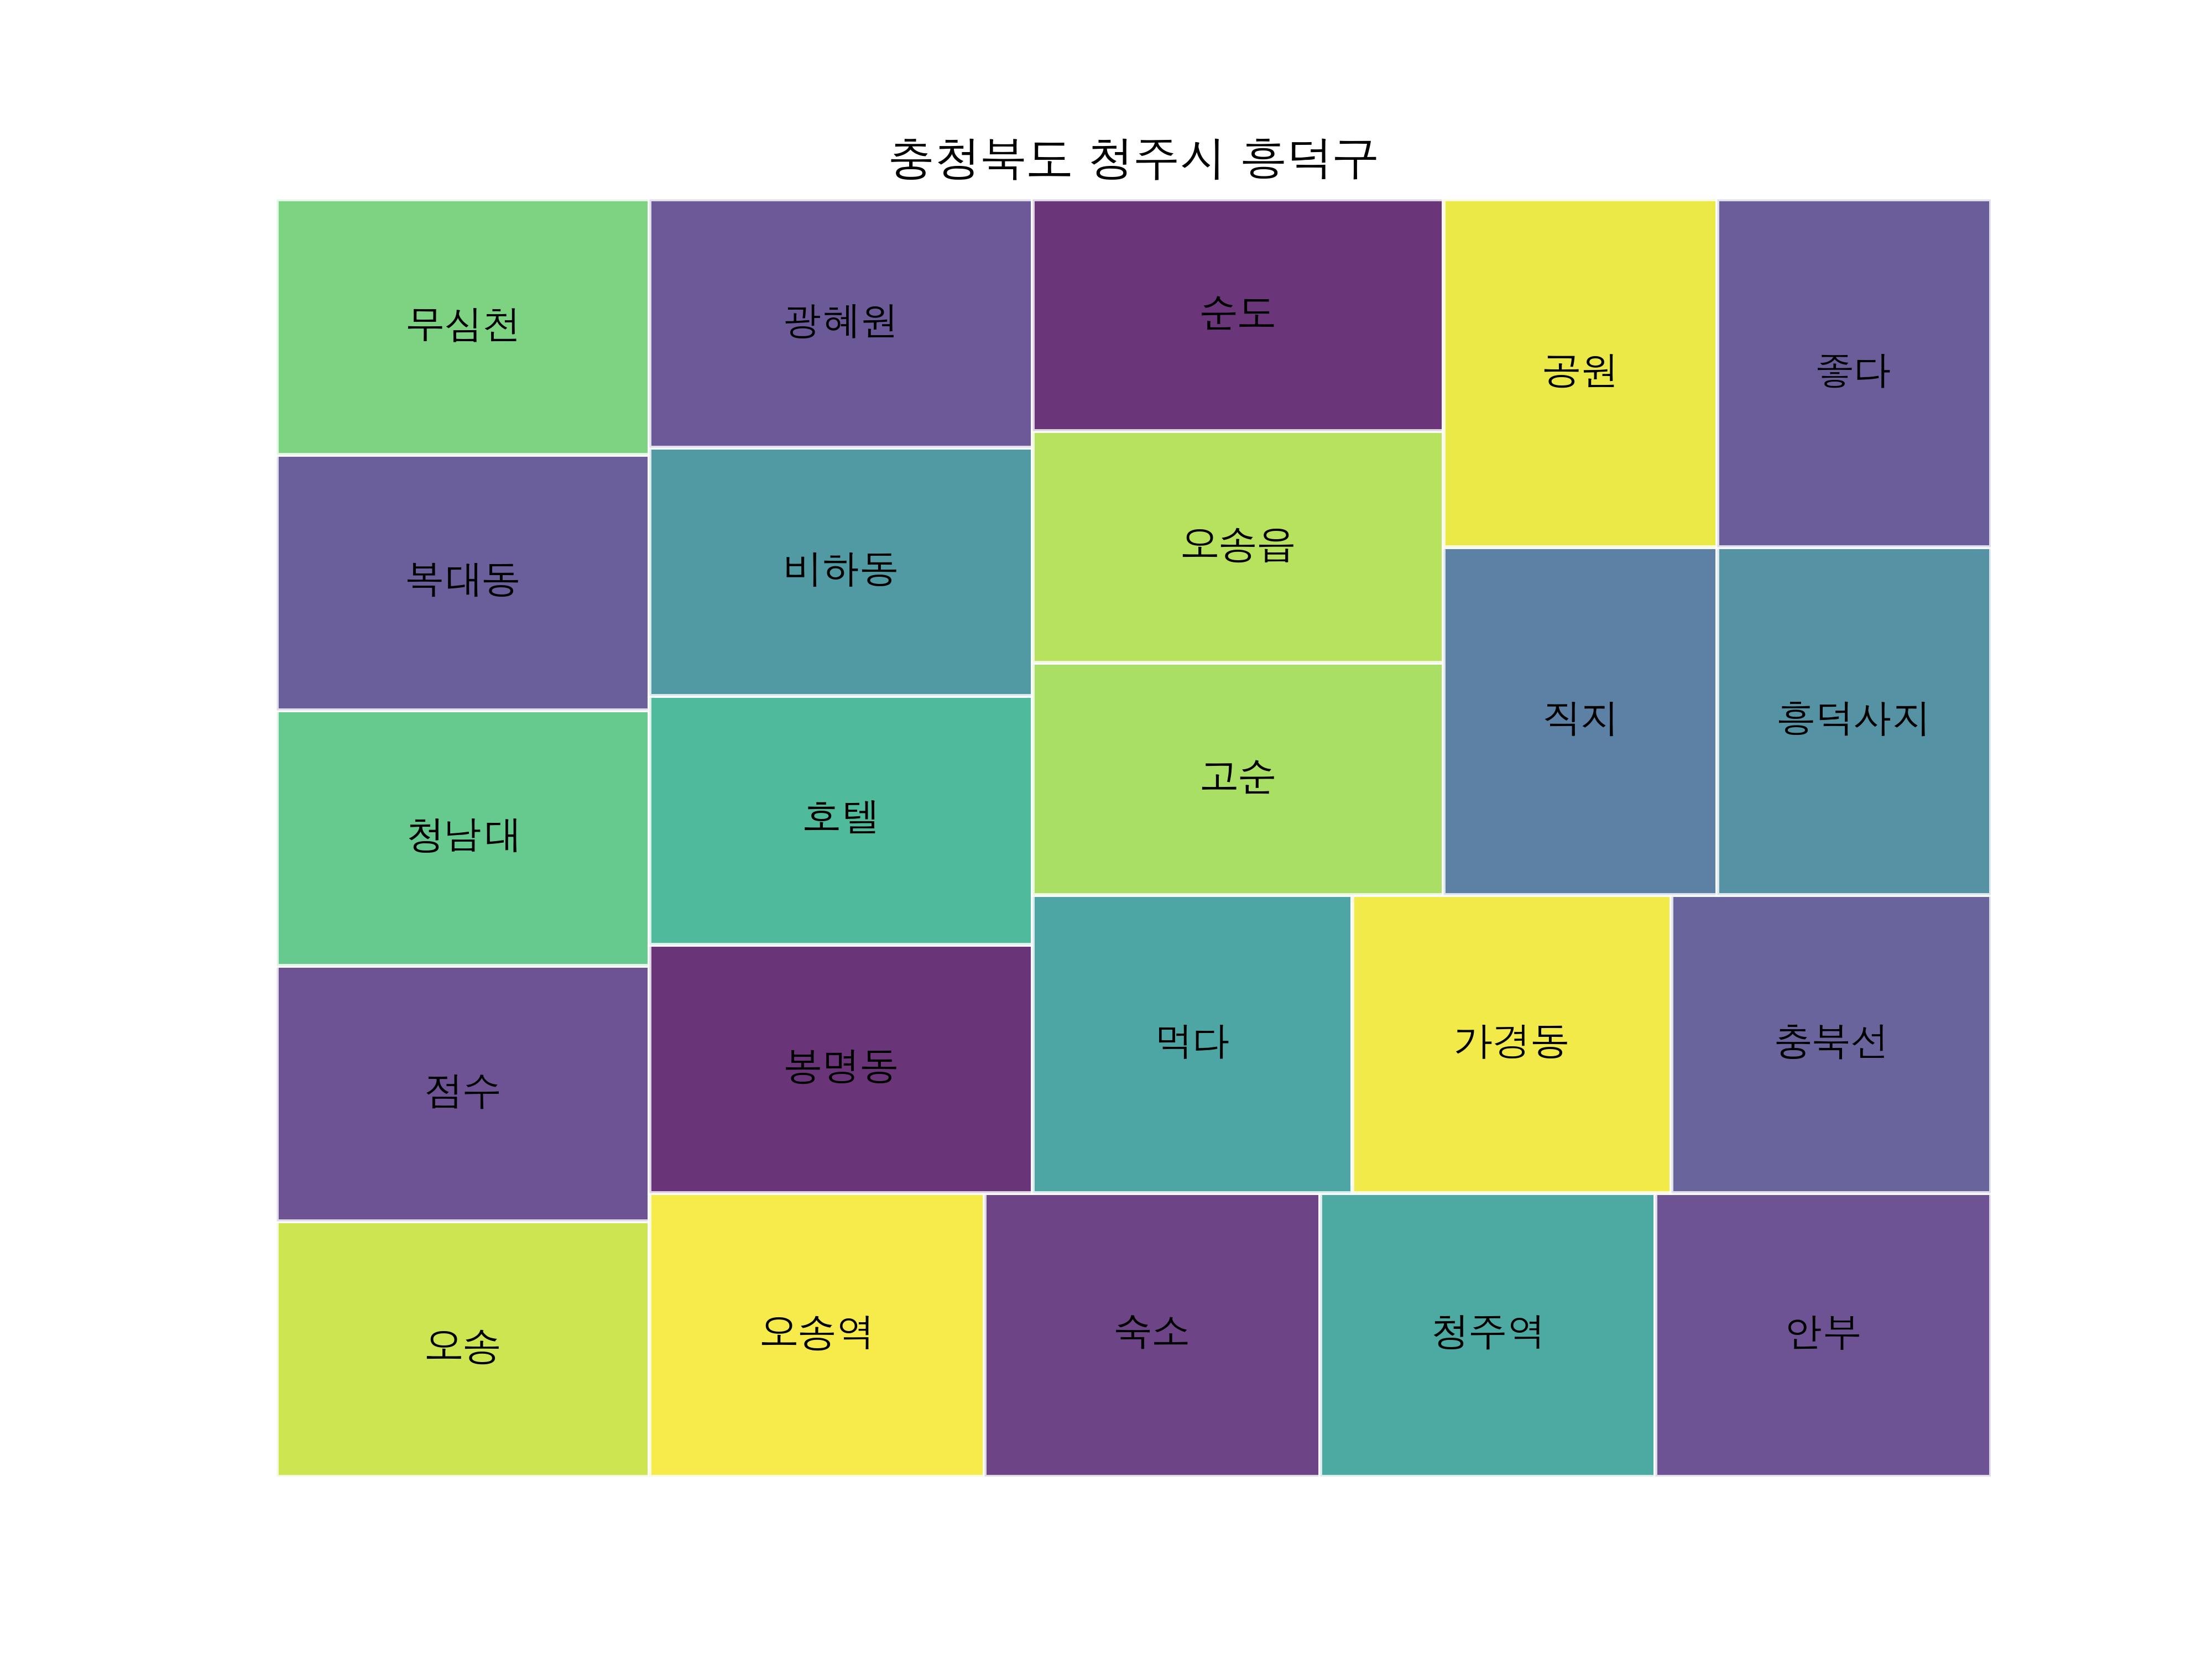 충청북도 청주시 흥덕구
무심천
광혜원
순도
공원
좋다
복대동
비하동
오송읍
직지
흥덕사지
청남대
호텔
고순
점수
봉명동
먹다
가경동
충북선
오송
오송역
숙소
청주역
안부